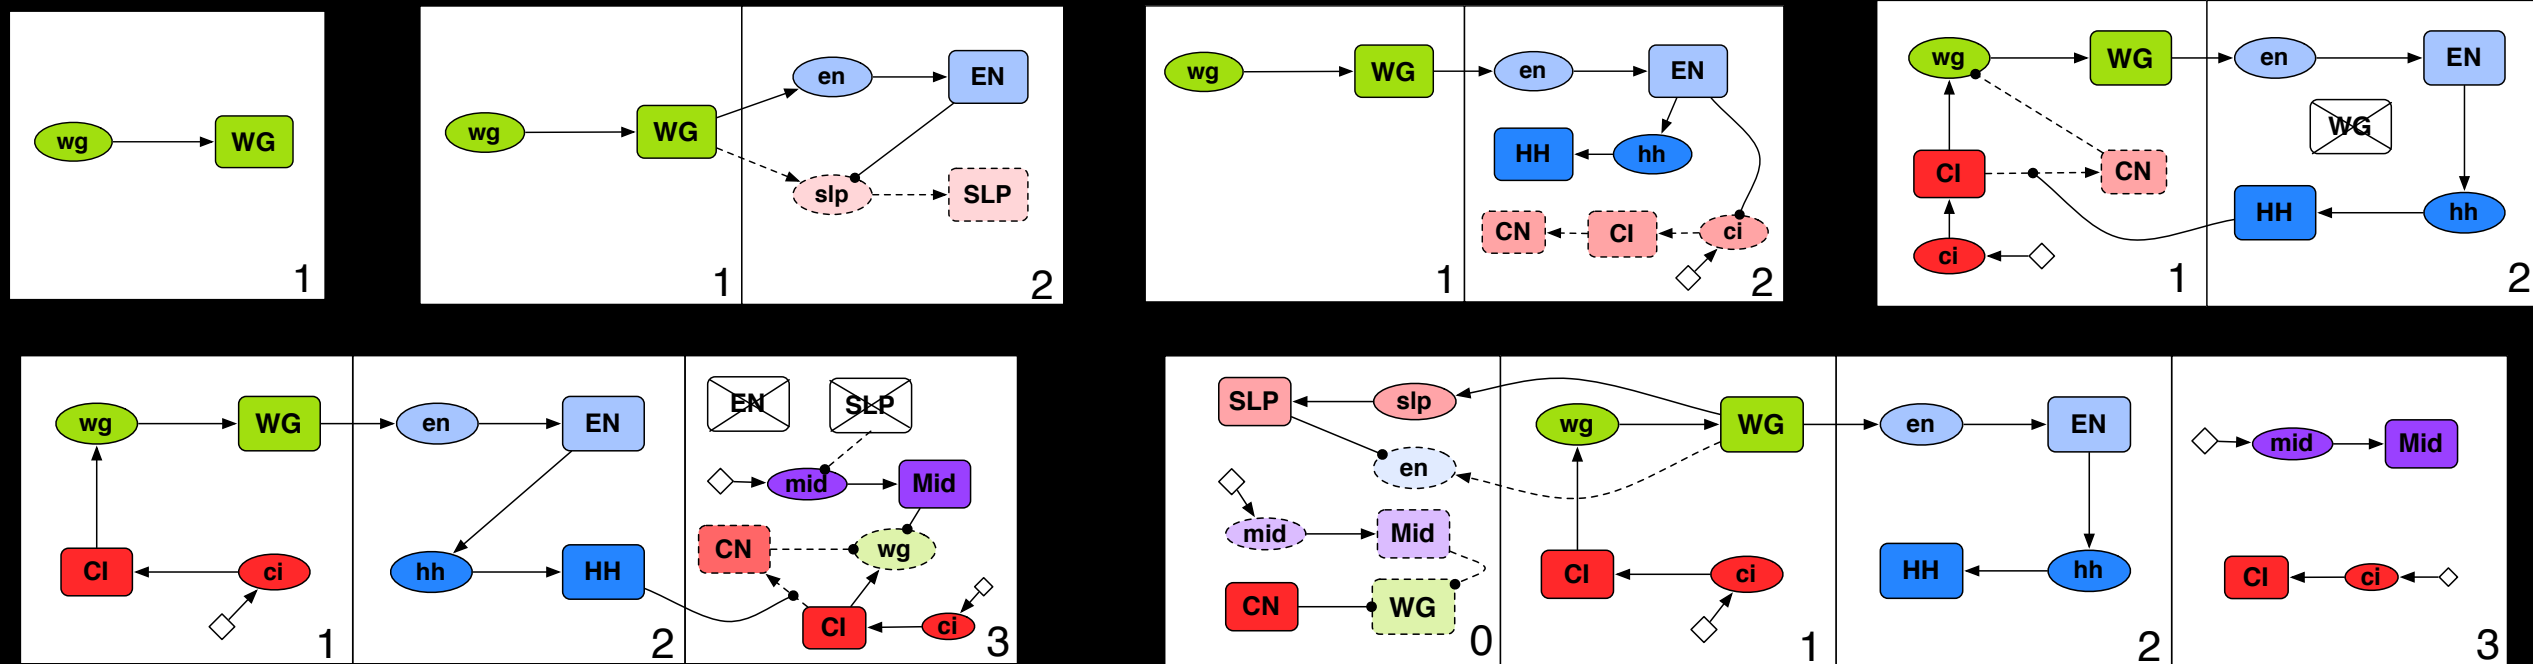 wg WG
1
wg WG en EN
slp SLP
1 2
wg WG en EN
HH hh
CN CI ci
1 2
wg WG en EN
WG
CI CN
HH hh
ci
1 2
wg WG en EN
EN SLP
mid Mid
CN wg
CI ci hh HH
CI ci
1 2 3
SLP slp
wg WG en EN
mid Mid
en
mid Mid
CN WG
CI ci
HH hh
CI ci
0 1 2 3